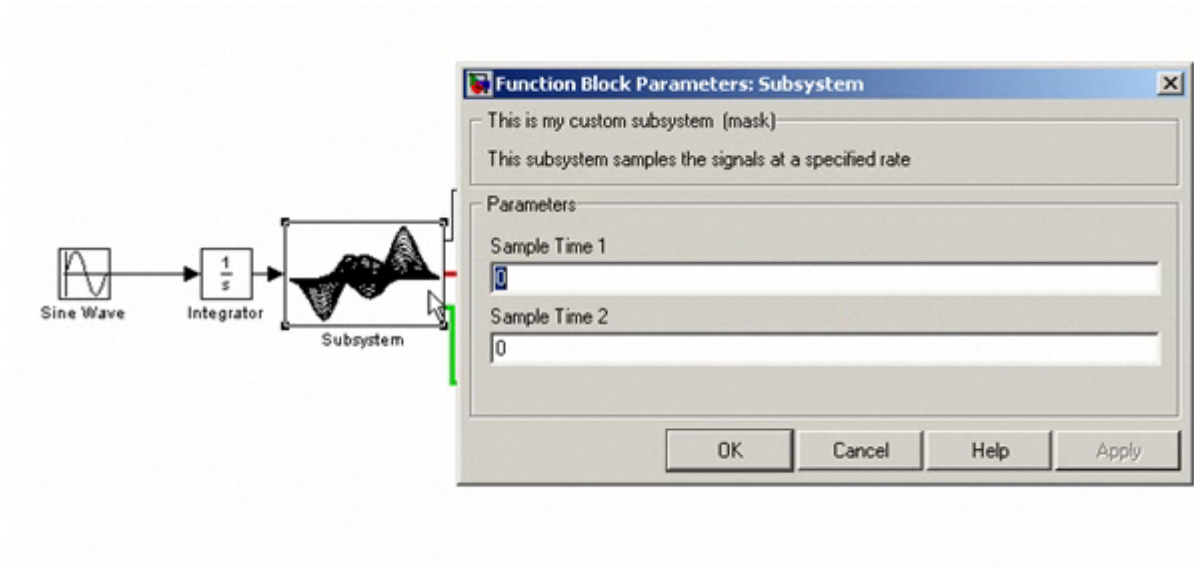 Function Block Parameters: Subsystem
This is my custom subsystem (mask)
This subsystem samples the signals at a specified rate
Parameters
Sample Time 1
0
Sample Time 2
0
OK Cancel Help Apply
1
s
Sine Wave Integrator Subsystem